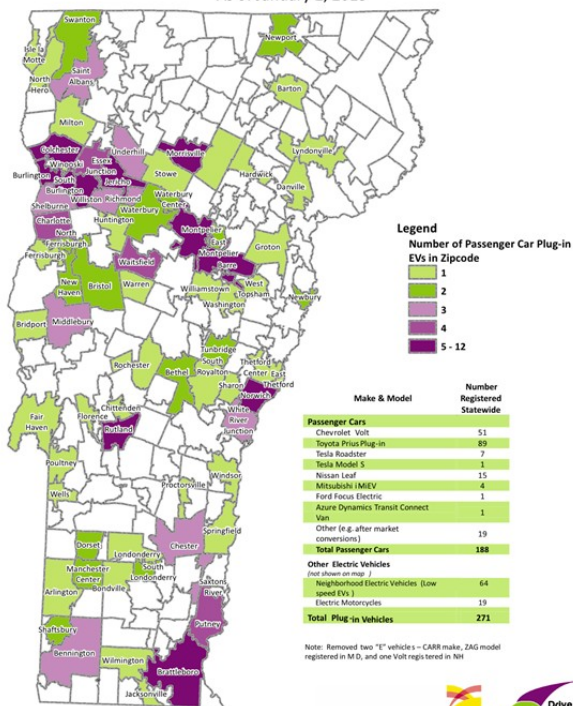 Swanton
Newport
Isle la
Motte
Saint
Albans
North
Hero
Barton
Milton
Underhill
Colchester
Essex
Junction
Morrisville
Lyndonville
Winooski
Burlington
South
Burlington
Jericho
Stowe
Hardwick
Danville
Williston
Richmond
Waterbury
Center
Shelburne
Waterbury
Huntington
Charlotte
Montpelier
East
Montpelier
North
Ferrisburgh
Ferrisburgh
Waitsfield
Barre
Groton
New
Haven
Bristol
Warren
Williamstown
West
Topsham
Washington
Newbury
Bridport
Middlebury
Tunbridge
South
Royalton
Thetford
Center
East
Thetford
Rochester
Bethel
Sharon
Norwich
White
River
Junction
Fair
Haven
Florence
Chittenden
Rutland
Poultney
Wells
Proctorsville
Windsor
Springfield
Chester
Dorset
Londonderry
Manchester
Center
South
Londonderry
Bondville
Arlington
Saxtons
River
Shaftsbury
Putney
Bennington
Wilmington
Brattleboro
Jacksonville
Legend
Number of Passenger Car Plug-in
EVs in Zipcode
1
2
3
4
5 - 12
Make & Model Number Registered Statewide
Passenger Cars
Chevrolet Volt 51
Toyota Prius Plug-in 89
Tesla Roadster 7
Tesla Model S 1
Nissan Leaf 15
Mitsubishi iMiEV 4
Ford Focus Electric 1
Azure Dynamics Transit Connect
Van 1
Other (e.g. after market
conversions) 19
Total Passenger Cars 188
Other Electric Vehicles
(not shown on map )
Neighborhood Electric Vehicles (Low
speed EVs ) 64
Electric Motorcycles 19
Total Plug-in Vehicles 271
Note: Removed two "E" vehicles – CARR make, ZAG model
registered in MD, and one Volt registered in NH
Drive